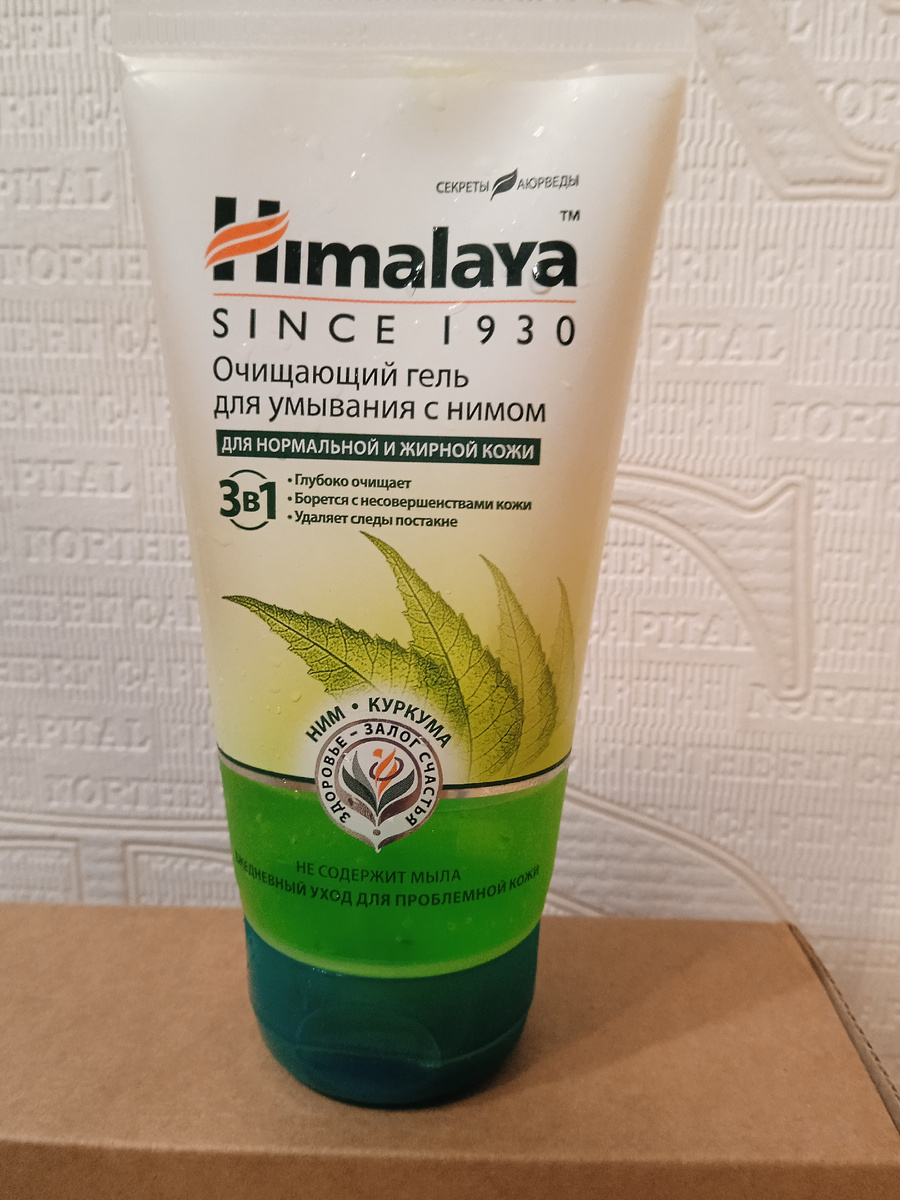 СЕКРЕТЫ АЮРВЕДЫ
Himalaya™
SINCE 1930
Очищающий гель
для умывания с нимом
ДЛЯ НОРМАЛЬНОЙ И ЖИРНОЙ КОЖИ
3в1
• Глубоко очищает
• Борется с несовершенствами кожи
• Удаляет следы постакне
НИМ • КУРКУМА
ЗДОРОВЬЕ – ЗАЛОГ СЧАСТЬЯ
НЕ СОДЕРЖИТ МЫЛА
ЕЖЕДНЕВНЫЙ УХОД ДЛЯ ПРОБЛЕМНОЙ КОЖИ